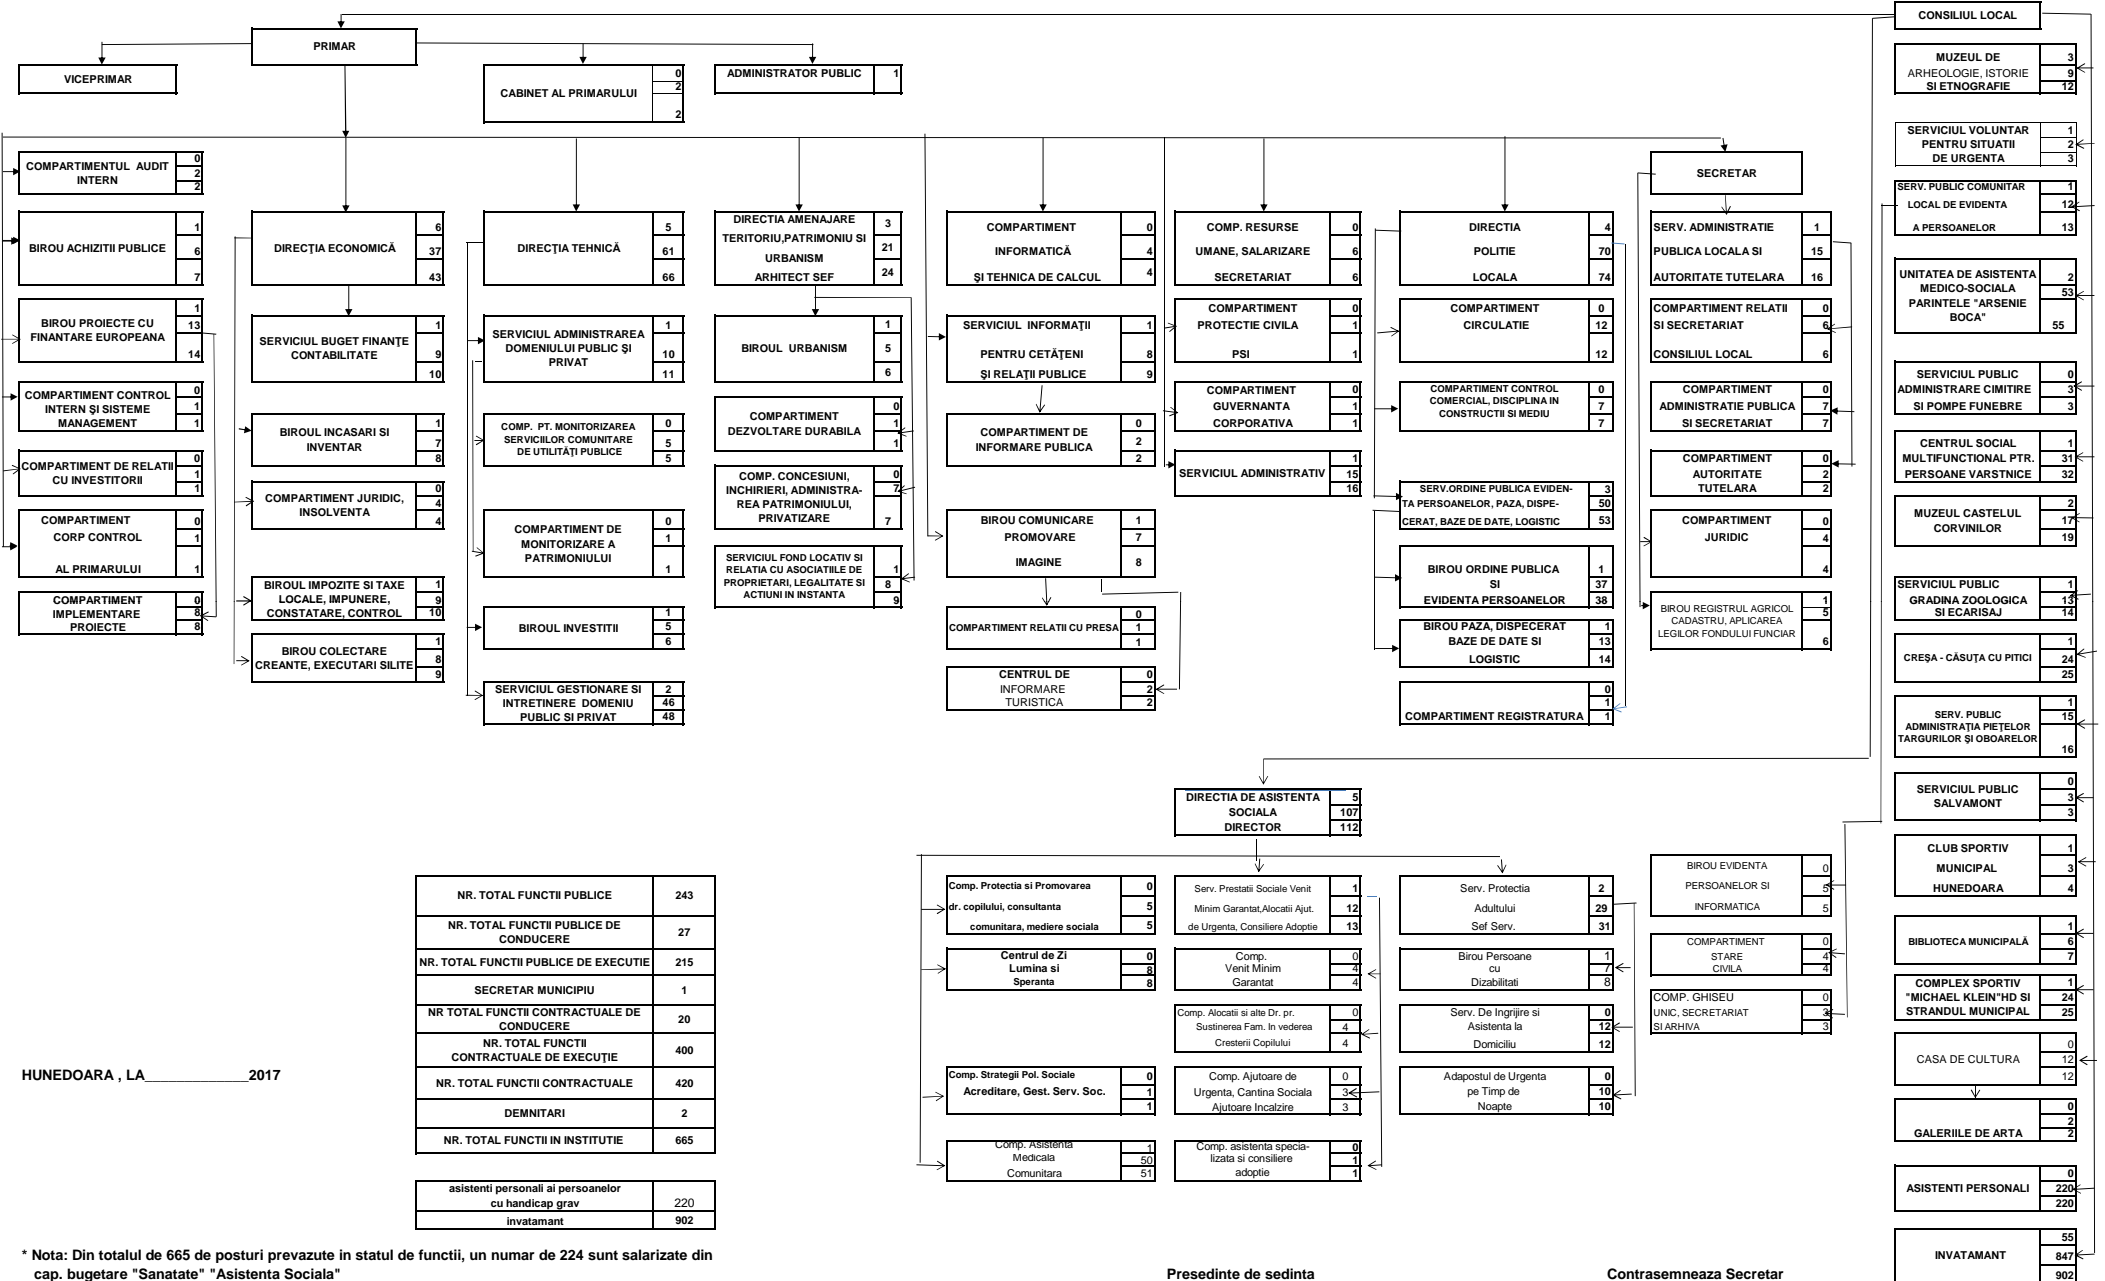 CONSILIUL LOCAL
PRIMAR
VICEPRIMAR
CABINET AL PRIMARULUI
0
2
2
ADMINISTRATOR PUBLIC 1
MUZEUL DE 3
ARHEOLOGIE, ISTORIE 9
SI ETNOGRAFIE 12
SERVICIUL VOLUNTAR 1
PENTRU SITUATII 2
DE URGENTA 3
SERV. PUBLIC COMUNITAR 1
LOCAL DE EVIDENTA 12
A PERSOANELOR 13
UNITATEA DE ASISTENTA 2
MEDICO-SOCIALA 53
PARINTELE "ARSENIE
BOCA" 55
SERVICIUL PUBLIC 0
ADMINISTRARE CIMITIRE 3
SI POMPE FUNEBRE 3
CENTRUL SOCIAL 1
MULTIFUNCTIONAL PTR. 31
PERSOANE VARSTNICE 32
MUZEUL CASTELUL
CORVINILOR
2
17
19
SERVICIUL PUBLIC 1
GRADINA ZOOLOGICA 13
SI ECARISAJ 14
CREŞA - CĂSUŢA CU PITICI
1
24
25
SERV. PUBLIC
ADMINISTRAŢIA PIEŢELOR
TARGURILOR ŞI OBOARELOR
1
15
16
SERVICIUL PUBLIC
SALVAMONT
0
3
3
CLUB SPORTIV 1
MUNICIPAL 3
HUNEDOARA 4
BIBLIOTECA MUNICIPALĂ
1
6
7
COMPLEX SPORTIV 1
"MICHAEL KLEIN"HD SI 24
STRANDUL MUNICIPAL 25
CASA DE CULTURA
0
12
12
GALERIILE DE ARTA
0
2
2
ASISTENTI PERSONALI
0
220
220
INVATAMANT
55
847
902
COMPARTIMENTUL AUDIT
INTERN
0
2
2
BIROU ACHIZITII PUBLICE
1
6
7
BIROU PROIECTE CU
FINANTARE EUROPEANA
1
13
14
COMPARTIMENT CONTROL
INTERN ŞI SISTEME
MANAGEMENT
0
1
1
COMPARTIMENT DE RELATII
CU INVESTITORII
0
1
1
COMPARTIMENT 0
CORP CONTROL 1
AL PRIMARULUI 1
COMPARTIMENT 0
IMPLEMENTARE 8
PROIECTE 8
DIRECŢIA ECONOMICĂ
6
37
43
SERVICIUL BUGET FINANŢE
CONTABILITATE
1
9
10
BIROUL INCASARI SI
INVENTAR
1
7
8
COMPARTIMENT JURIDIC,
INSOLVENTA
0
4
4
BIROUL IMPOZITE SI TAXE 1
LOCALE, IMPUNERE, 9
CONSTATARE, CONTROL 10
BIROU COLECTARE
CREANTE, EXECUTARI SILITE
1
8
9
DIRECŢIA TEHNICĂ
5
61
66
SERVICIUL ADMINISTRAREA
DOMENIULUI PUBLIC ŞI
PRIVAT
1
10
11
COMP. PT. MONITORIZAREA
SERVICIILOR COMUNITARE
DE UTILITĂŢI PUBLICE
0
5
5
COMPARTIMENT DE
MONITORIZARE A
PATRIMONIULUI
0
1
1
BIROUL INVESTITII
1
5
6
SERVICIUL GESTIONARE SI 2
INTRETINERE DOMENIU 46
PUBLIC SI PRIVAT 48
DIRECTIA AMENAJARE
TERITORIU,PATRIMONIU SI
URBANISM
ARHITECT SEF
3
21
24
BIROUL URBANISM
1
5
6
COMPARTIMENT
DEZVOLTARE DURABILA
0
1
1
COMP. CONCESIUNI,
INCHIRIERI, ADMINISTRA-
REA PATRIMONIULUI,
PRIVATIZARE
0
7
7
SERVICIUL FOND LOCATIV SI
RELATIA CU ASOCIATIILE DE
PROPRIETARI, LEGALITATE SI
ACTIUNI IN INSTANTA
1
8
9
COMPARTIMENT 0
INFORMATICĂ 4
ŞI TEHNICA DE CALCUL 4
SERVICIUL INFORMAŢII 1
PENTRU CETĂŢENI 8
ŞI RELAŢII PUBLICE 9
COMPARTIMENT DE
INFORMARE PUBLICA
0
2
2
BIROU COMUNICARE 1
PROMOVARE 7
IMAGINE 8
COMPARTIMENT RELATII CU PRESA
0
1
1
CENTRUL DE 0
INFORMARE 2
TURISTICA 2
COMP. RESURSE 0
UMANE, SALARIZARE 6
SECRETARIAT 6
COMPARTIMENT 0
PROTECTIE CIVILA 1
PSI 1
COMPARTIMENT 0
GUVERNANTA 1
CORPORATIVA 1
SERVICIUL ADMINISTRATIV
1
15
16
DIRECTIA 4
POLITIE 70
LOCALA 74
COMPARTIMENT 0
CIRCULATIE 12
12
COMPARTIMENT CONTROL
COMERCIAL, DISCIPLINA IN
CONSTRUCTII SI MEDIU
0
7
7
SERV.ORDINE PUBLICA EVIDEN- 3
TA PERSOANELOR, PAZA, DISPE- 50
CERAT, BAZE DE DATE, LOGISTIC 53
BIROU ORDINE PUBLICA 1
SI 37
EVIDENTA PERSOANELOR 38
BIROU PAZA, DISPECERAT 1
BAZE DE DATE SI 13
LOGISTIC 14
COMPARTIMENT REGISTRATURA
0
1
1
SECRETAR
SERV. ADMINISTRATIE 1
PUBLICA LOCALA SI 15
AUTORITATE TUTELARA 16
COMPARTIMENT RELATII 0
SI SECRETARIAT 6
CONSILIUL LOCAL 6
COMPARTIMENT 0
ADMINISTRATIE PUBLICA 7
SI SECRETARIAT 7
COMPARTIMENT 0
AUTORITATE 2
TUTELARA 2
COMPARTIMENT 0
JURIDIC 4
4
BIROU REGISTRUL AGRICOL
CADASTRU, APLICAREA
LEGILOR FONDULUI FUNCIAR
1
5
6
DIRECTIA DE ASISTENTA 5
SOCIALA 107
DIRECTOR 112
Comp. Protectia si Promovarea 0
dr. copilului, consultanta 5
comunitara, mediere sociala 5
Centrul de Zi 0
Lumina si 8
Speranta 8
Comp. Strategii Pol. Sociale 0
Acreditare, Gest. Serv. Soc. 1
1
Comp. Asistenta 1
Medicala 50
Comunitara 51
Serv. Prestatii Sociale Venit 1
Minim Garantat,Alocatii Ajut. 12
de Urgenta, Consiliere Adoptie 13
Comp. 0
Venit Minim 4
Garantat 4
Comp. Alocatii si alte Dr. pr. 0
Sustinerea Fam. In vederea 4
Cresterii Copilului 4
Comp. Ajutoare de 0
Urgenta, Cantina Sociala 3
Ajutoare Incalzire 3
Comp. asistenta specia- 0
lizata si consiliere 1
adoptie 1
Serv. Protectia 2
Adultului 29
Sef Serv. 31
Birou Persoane 1
cu 7
Dizabilitati 8
Serv. De Ingrijire si 0
Asistenta la 12
Domiciliu 12
Adapostul de Urgenta 0
pe Timp de 10
Noapte 10
BIROU EVIDENTA 0
PERSOANELOR SI 5
INFORMATICA 5
COMPARTIMENT 0
STARE 4
CIVILA 4
COMP. GHISEU 0
UNIC, SECRETARIAT 3
SI ARHIVA 3
NR. TOTAL FUNCTII PUBLICE 243
NR. TOTAL FUNCTII PUBLICE DE
CONDUCERE 27
NR. TOTAL FUNCTII PUBLICE DE EXECUTIE 215
SECRETAR MUNICIPIU 1
NR TOTAL FUNCTII CONTRACTUALE DE
CONDUCERE 20
NR. TOTAL FUNCTII
CONTRACTUALE DE EXECUŢIE 400
NR. TOTAL FUNCTII CONTRACTUALE 420
DEMNITARI 2
NR. TOTAL FUNCTII IN INSTITUTIE 665
asistenti personali ai persoanelor
cu handicap grav 220
invatamant 902
HUNEDOARA , LA_____________2017
* Nota: Din totalul de 665 de posturi prevazute in statul de functii, un numar de 224 sunt salarizate din
cap. bugetare "Sanatate" "Asistenta Sociala"
Presedinte de sedinta
Contrasemneaza Secretar